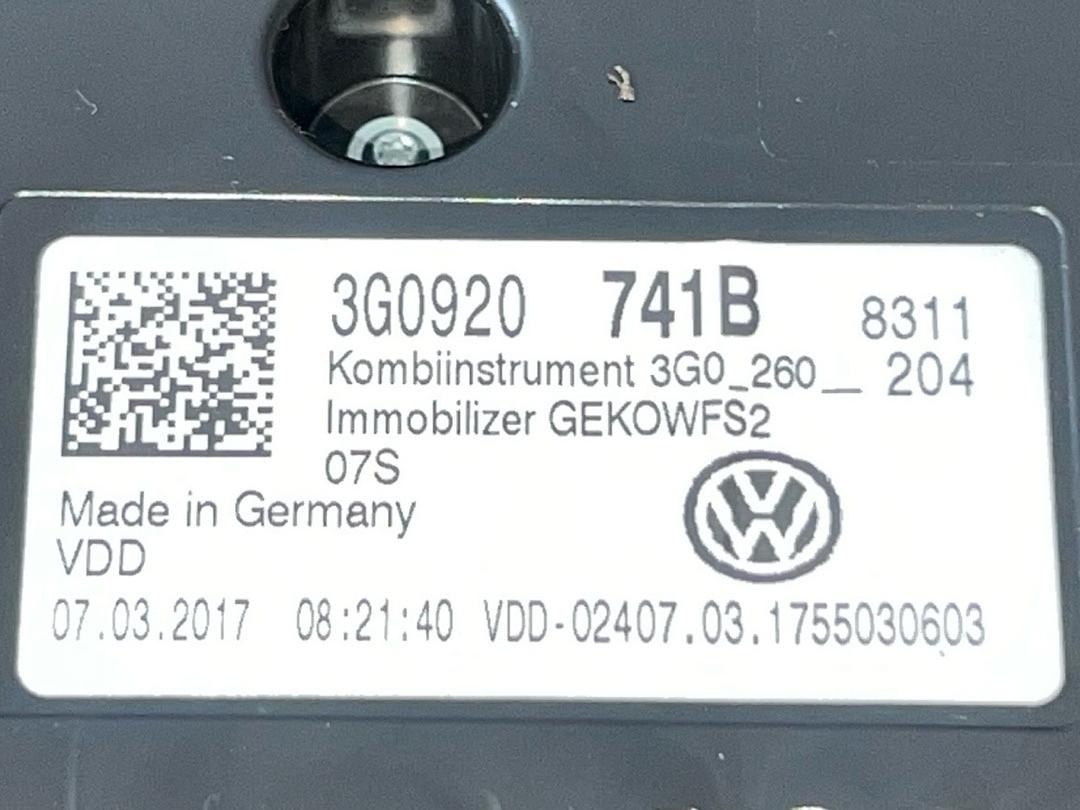 3G0920 741B 8311
Kombiinstrument 3G0_260__ 204
Immobilizer GEKOWFS2
07S
Made in Germany
VDD
07.03.2017 08:21:40 VDD-02407.03.1755030603